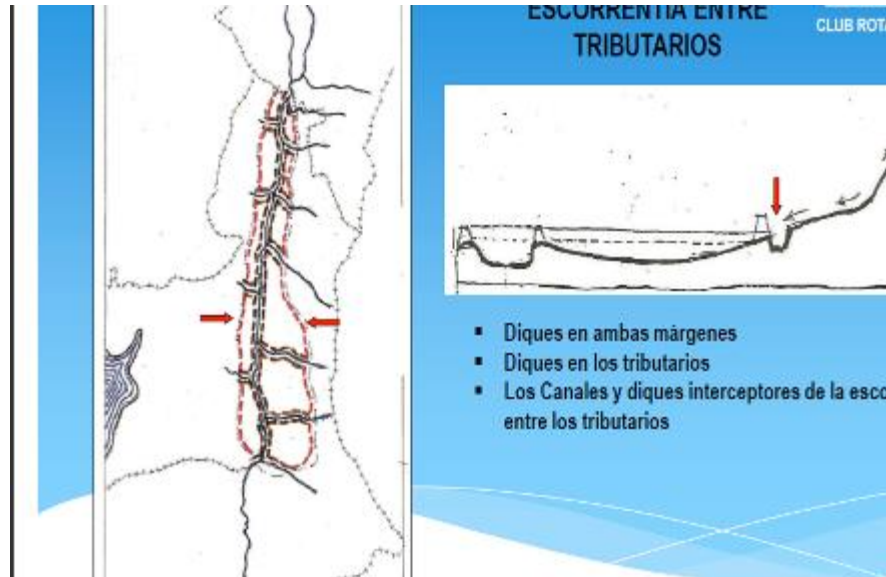 ESCORRENTIA ENTRE
TRIBUTARIOS
CLUB ROTA
▪ Diques en ambas márgenes
▪ Diques en los tributarios
▪ Los Canales y diques interceptores de la esco
entre los tributarios